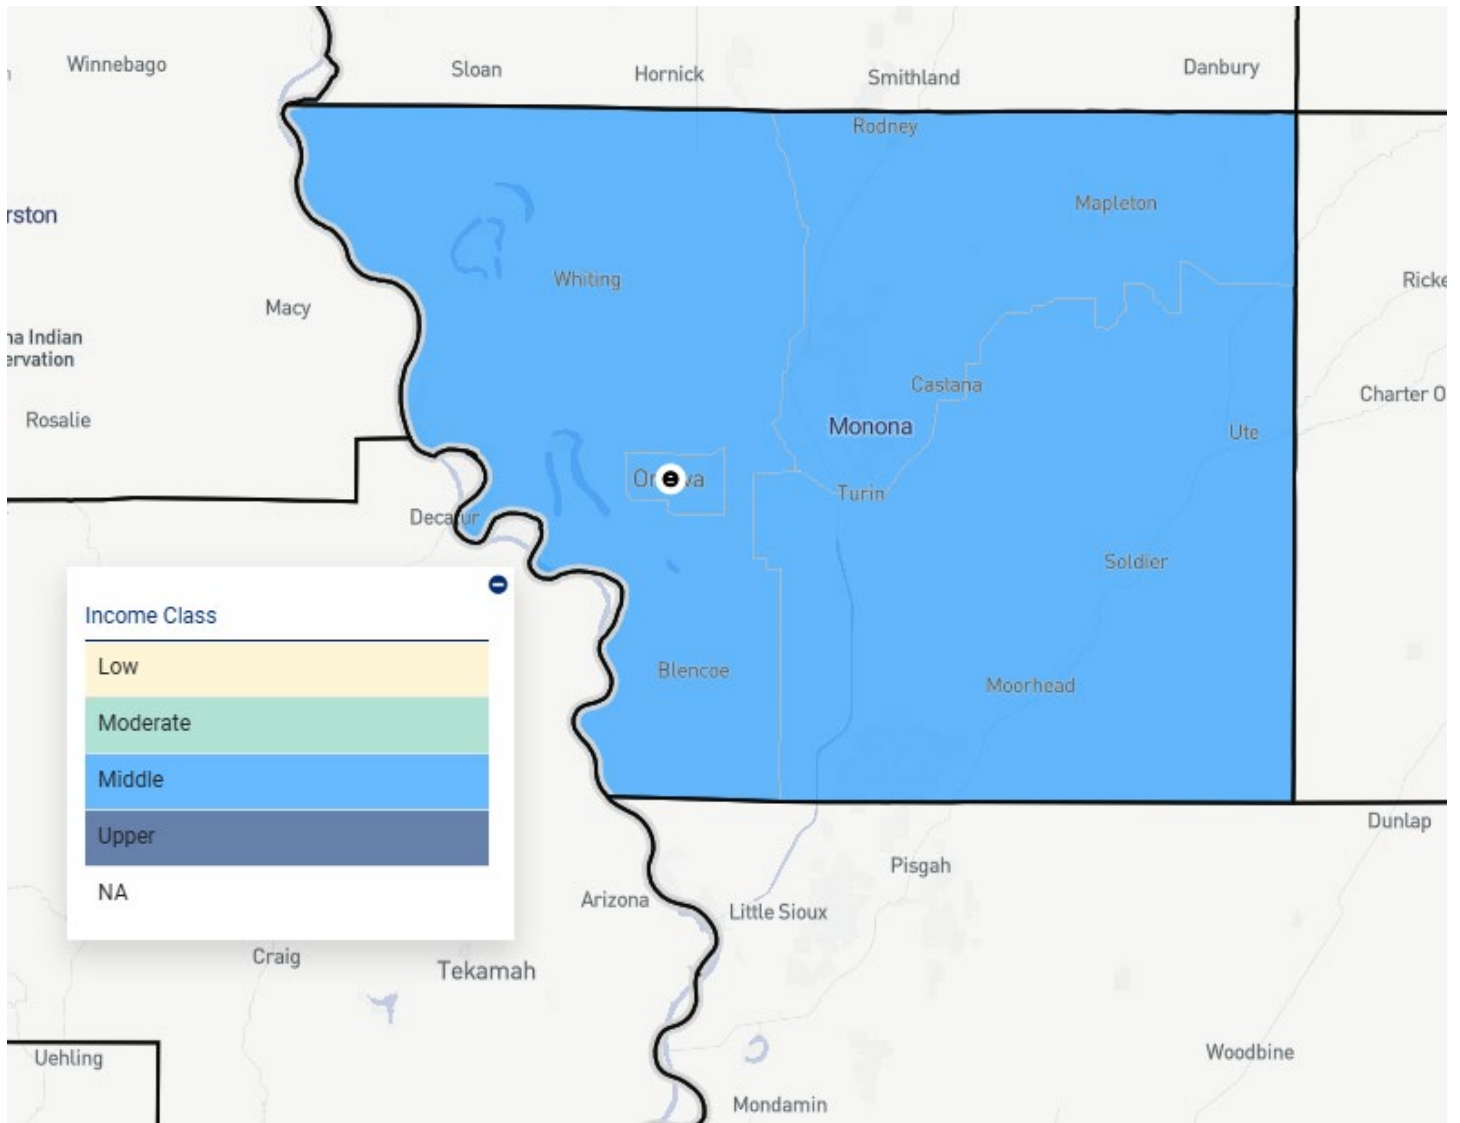 Winnebago
Sloan
Hornick
Smithland
Danbury
Rodney
rston
Mapleton
Whiting
Ricke
Macy
na Indian
ervation
Castana
Charter O
Rosalie
Monona
Ute
Turin
Decatur
Soldier
Income Class
Low
Blencoe
Moorhead
Moderate
Middle
Upper
Dunlap
NA
Pisgah
Arizona
Little Sioux
Craig
Tekamah
Uehling
Woodbine
Mondamin